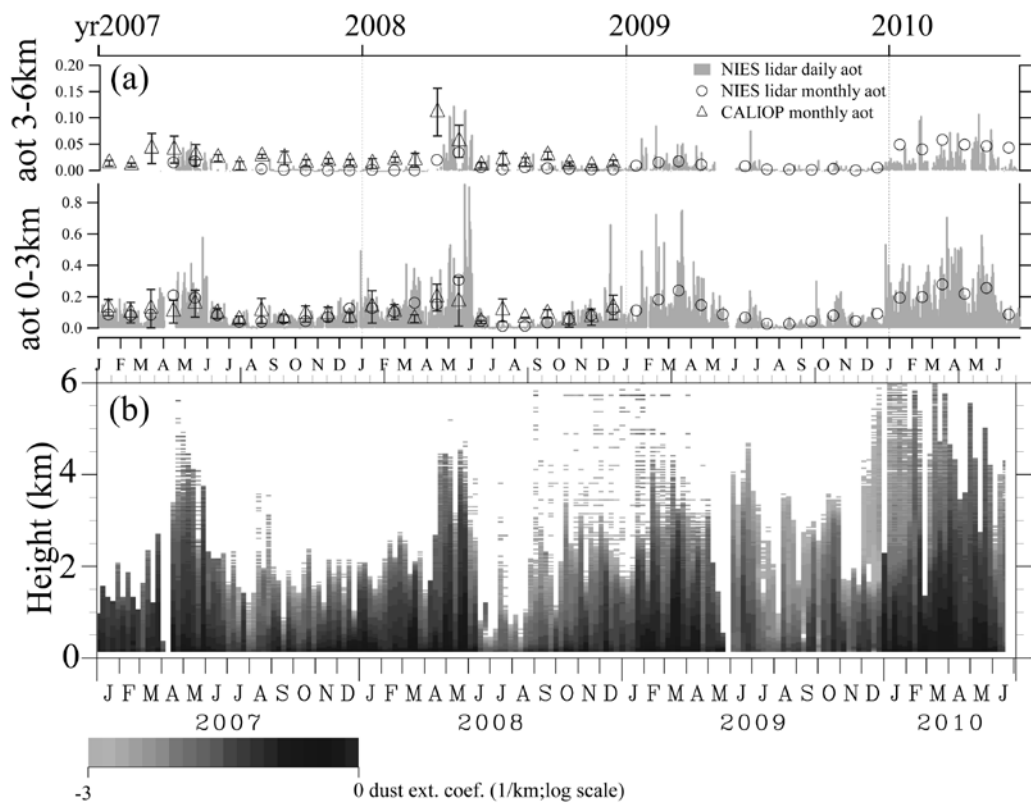 yr2007 2008 2009 2010
(a)
NIES lidar daily aot
NIES lidar monthly aot
CALIOP monthly aot
aot 3-6km
0.20
0.15
0.10
0.05
0.00
aot 0-3km
0.8
0.6
0.4
0.2
0.0
J F M A M J J A S O N D J F M A M J J A S O N D J F M A M J J A S O N D J F M A M J
(b)
Height (km)
6
4
2
0
J F M A M J J A S O N D J F M A M J J A S O N D J F M A M J J A S O N D J F M A M J
2007 2008 2009 2010
-3 0 dust ext. coef. (1/km;log scale)